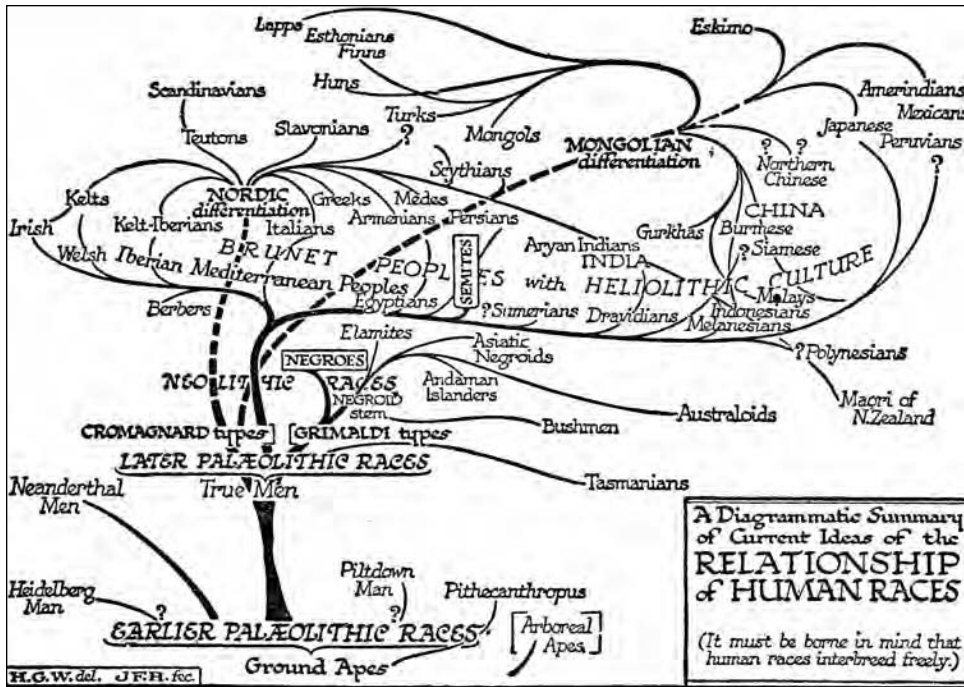 Lapps
Esthonians
Finns
Huns
Turks
Mongols
Eskimo
Amerindians
Mexicans
Japanese
Peruvians
?
Scandinavians
Teutons
Slavonians
?
Scythians
MONGOLIAN
differentiation
? ?
Northern
Chinese
Kelts
Irish
Welsh
Kelt-Iberians
NORDIC
differentiation
Italians
Greeks
Armenians
Medes
Persians
Aryan Indians
INDIA
Gurkhas
CHINA
Burmese
?
Siamese
BRUNET PEOPLES with HELIOLITHIC CULTURE
Iberian Mediterranean Peoples
Berbers
Egyptians
SEMITES
? Sumerians
Dravidians
Malays
Indonesians
Melanesians
Elamites
? Polynesians
Maori of
N.Zealand
NEGROES
Asiatic
Negroids
Andaman
Islanders
Australoids
NEOLITHIC RACES
NEGROID
stem
Bushmen
CROMAGNARD types] [GRIMALDI types
LATER PALÆOLITHIC RACES
True Men
Tasmanians
Neanderthal
Men
Heidelberg
Man
?
Piltdown
Man
?
Pithecanthropus
EARLIER PALÆOLITHIC RACES
[Arboreal
Apes]
Ground Apes
H.G.W. del. J.F.H. fec.
A Diagrammatic Summary
of Current Ideas of the
RELATIONSHIP
of HUMAN RACES
(It must be borne in mind that
human races interbreed freely.)